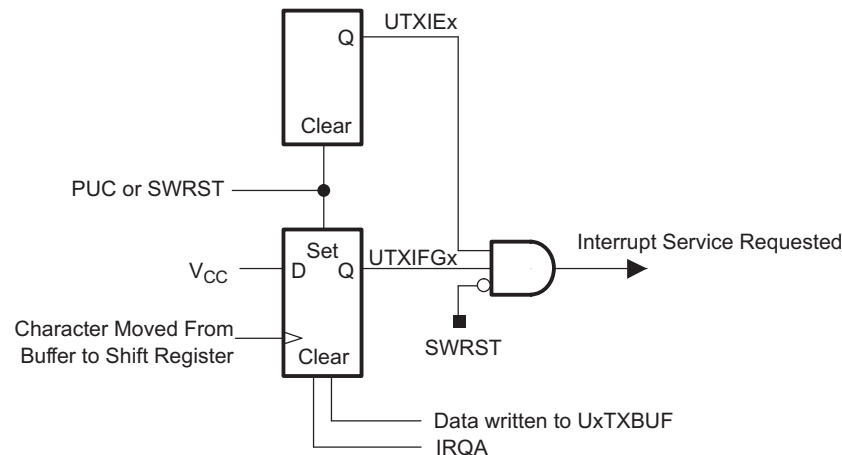 UTXIEx
Q
Clear
PUC or SWRST
Set
UTXIFGx
Interrupt Service Requested
VCC
D
Q
Character Moved From
Buffer to Shift Register
Clear
SWRST
Data written to UxTXBUF
IRQA